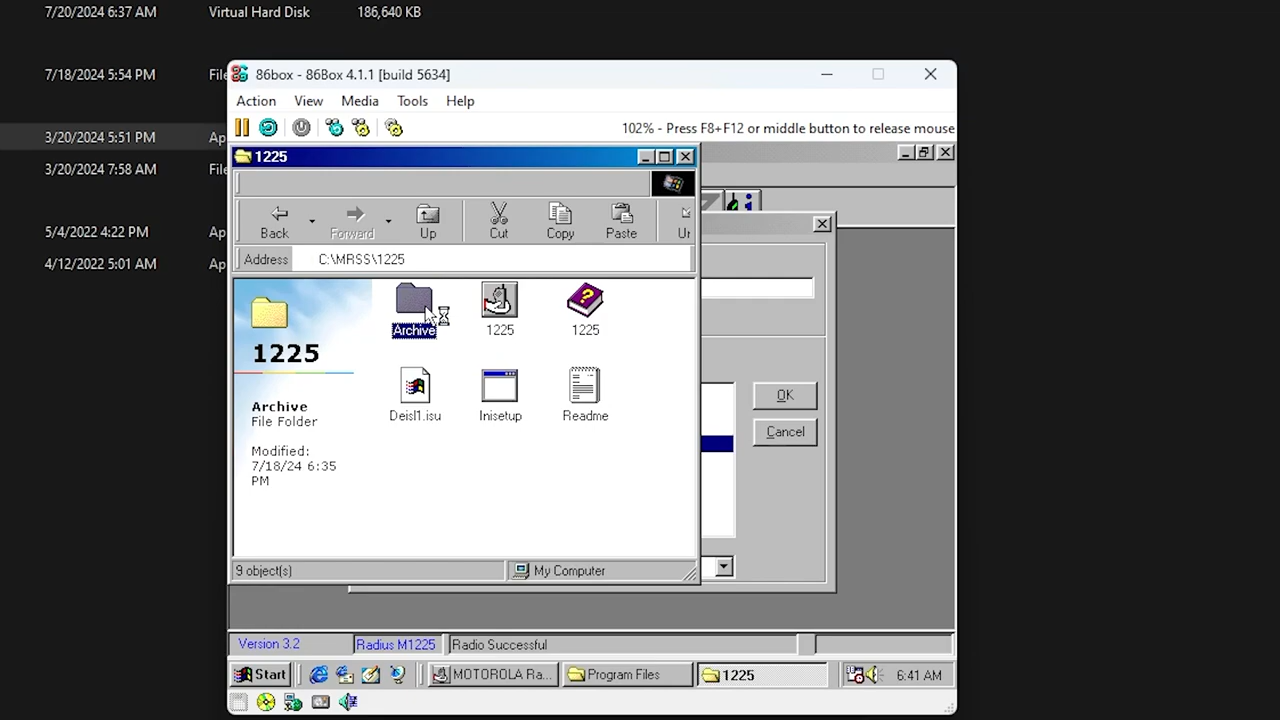 7/20/2024 6:37 AM Virtual Hard Disk 186,640 KB
7/18/2024 5:54 PM File
3/20/2024 5:51 PM Ap
3/20/2024 7:58 AM File
5/4/2022 4:22 PM Ap
4/12/2022 5:01 AM Ap
86box - 86Box 4.1.1 [build 5634]
Action View Media Tools Help
102% - Press F8+F12 or middle button to release mouse
1225
Back Forward Up Cut Copy Paste Un
Address C:\MRSS\1225
Archive 1225 1225
1225
Deisl1.isu Inisetup Readme
Archive
File Folder
Modified:
7/18/24 6:35
PM
OK
Cancel
9 object(s) My Computer
Version 3.2 Radius M1225 Radio Successful
Start MOTOROLA Ra... Program Files 1225 6:41 AM